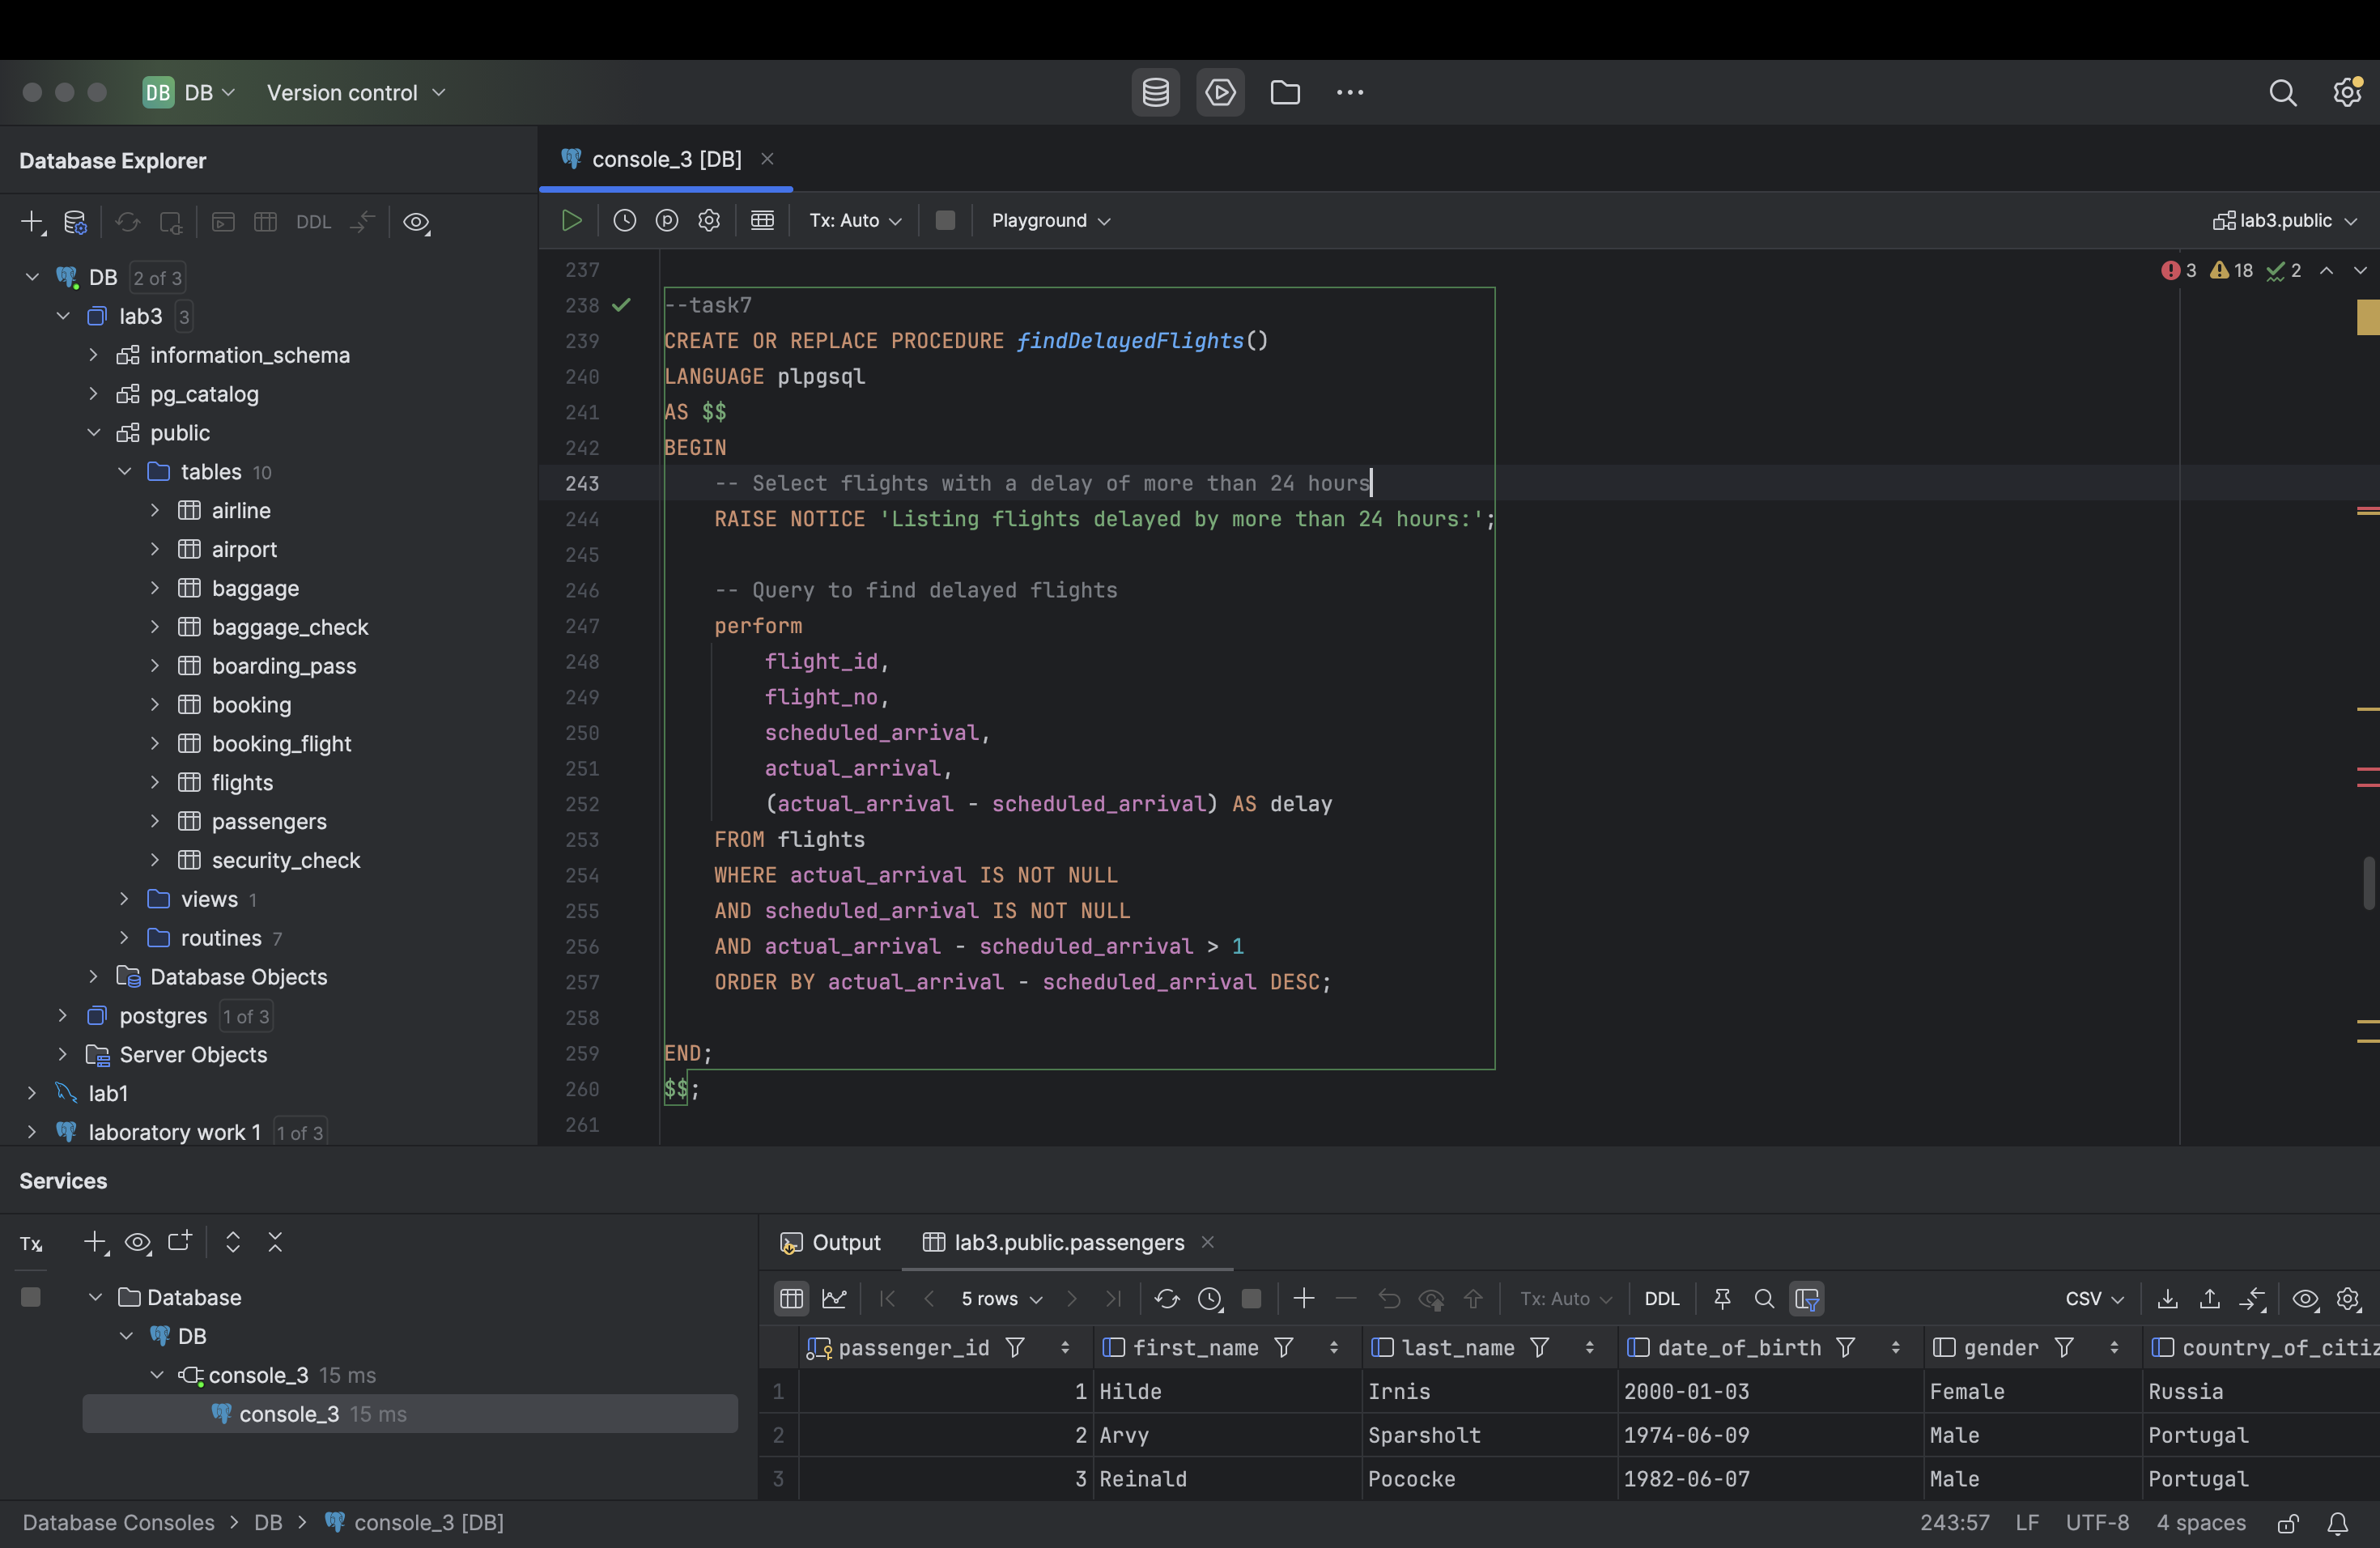 DB DB Version control
Database Explorer
console_3 [DB]
DDL
Tx: Auto Playground lab3.public
DB 2 of 3
lab3 3
information_schema
pg_catalog
public
tables 10
airline
airport
baggage
baggage_check
boarding_pass
booking
booking_flight
flights
passengers
security_check
views 1
routines 7
Database Objects
postgres 1 of 3
Server Objects
lab1
laboratory work 1 1 of 3
3 18 2
237
238 --task7
239 CREATE OR REPLACE PROCEDURE findDelayedFlights()
240 LANGUAGE plpgsql
241 AS $$
242 BEGIN
243 -- Select flights with a delay of more than 24 hours
244 RAISE NOTICE 'Listing flights delayed by more than 24 hours:';
245
246 -- Query to find delayed flights
247 perform
248 flight_id,
249 flight_no,
250 scheduled_arrival,
251 actual_arrival,
252 (actual_arrival - scheduled_arrival) AS delay
253 FROM flights
254 WHERE actual_arrival IS NOT NULL
255 AND scheduled_arrival IS NOT NULL
256 AND actual_arrival - scheduled_arrival > 1
257 ORDER BY actual_arrival - scheduled_arrival DESC;
258
259 END;
260 $$;
261
Services
Tx
Database
DB
console_3 15 ms
console_3 15 ms
Output lab3.public.passengers
5 rows Tx: Auto DDL CSV
passenger_id first_name last_name date_of_birth gender country_of_citiz
1 1 Hilde Irnis 2000-01-03 Female Russia
2 2 Arvy Sparsholt 1974-06-09 Male Portugal
3 3 Reinald Pococke 1982-06-07 Male Portugal
Database Consoles > DB > console_3 [DB]
243:57 LF UTF-8 4 spaces